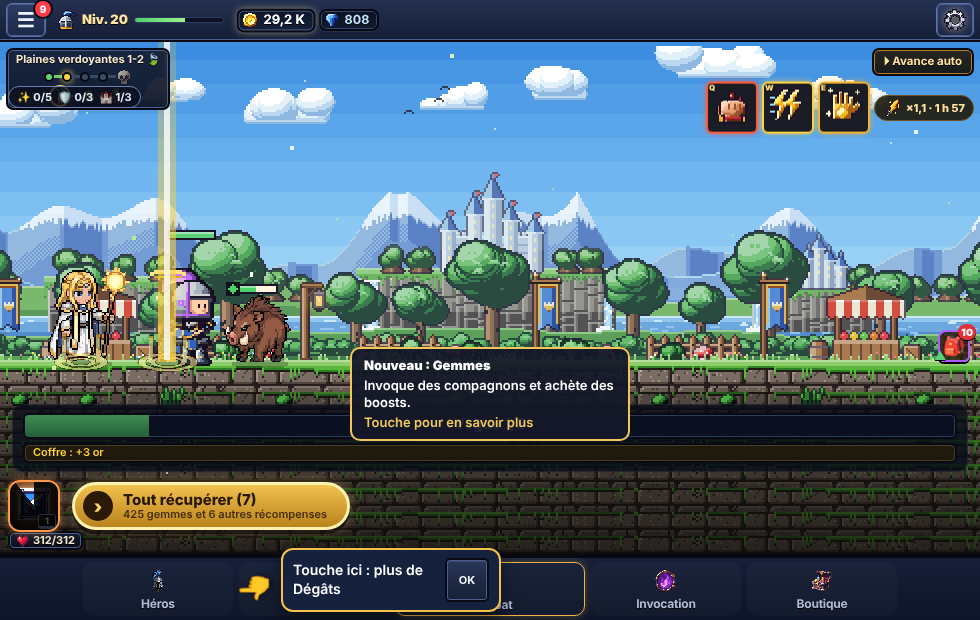 9
Niv. 20
29,2 K
808
Plaines verdoyantes 1-2
0/5
0/3
1/3
Avance auto
Q
W
E
×1,1 · 1 h 57
10
Nouveau : Gemmes
Invoque des compagnons et achète des
boosts.
Touche pour en savoir plus
Coffre : +3 or
1
Tout récupérer (7)
425 gemmes et 6 autres récompenses
312/312
Touche ici : plus de
Dégâts
OK
Héros
Invocation
Boutique